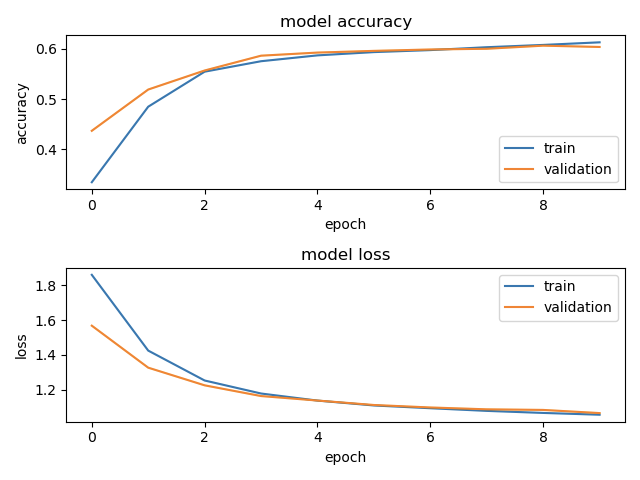 model accuracy
0.6
0.5
0.4
accuracy
train
validation
0 2 4 6 8
epoch
model loss
1.8
1.6
1.4
1.2
loss
train
validation
0 2 4 6 8
epoch